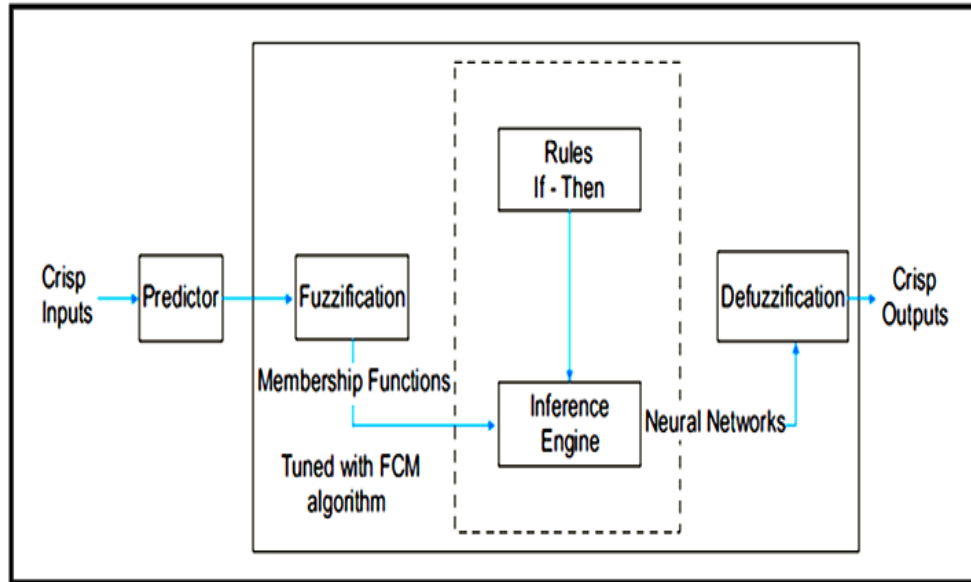 Rules
If - Then
Crisp
Inputs
Predictor
Fuzzification
Defuzzification
Crisp
Outputs
Membership Functions
Inference
Engine
Neural Networks
Tuned with FCM
algorithm